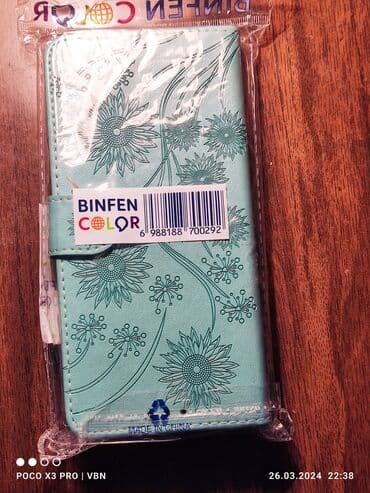 BINFEN COLOR
BINFEN
COLOR
6 988188 700292
MADE IN CHINA
POCO X3 PRO | VBN
26.03.2024 22:38